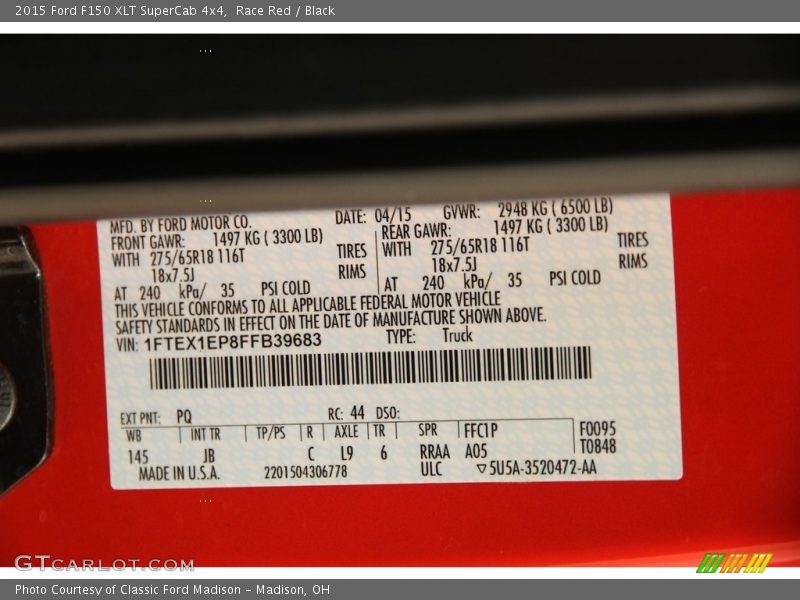 2015 Ford F150 XLT SuperCab 4x4, Race Red / Black
MFD. BY FORD MOTOR CO. DATE: 04/15 GVWR: 2948 KG ( 6500 LB)
FRONT GAWR: 1497 KG ( 3300 LB) REAR GAWR: 1497 KG ( 3300 LB)
WITH 275/65R18 116T TIRES WITH 275/65R18 116T TIRES
18x7.5J RIMS 18x7.5J RIMS
AT 240 kPa/ 35 PSI COLD AT 240 kPa/ 35 PSI COLD
THIS VEHICLE CONFORMS TO ALL APPLICABLE FEDERAL MOTOR VEHICLE
SAFETY STANDARDS IN EFFECT ON THE DATE OF MANUFACTURE SHOWN ABOVE.
VIN: 1FTEX1EP8FFB39683 TYPE: Truck
EXT PNT: PQ RC: 44 DSO:
WB INT TR TP/PS R AXLE TR SPR FFC1P F0095
145 JB C L9 6 RRAA A05 T0848
MADE IN U.S.A. 2201504306778 ULC ▽5U5A-3520472-AA
GTCARLOT.COM
Photo Courtesy of Classic Ford Madison - Madison, OH